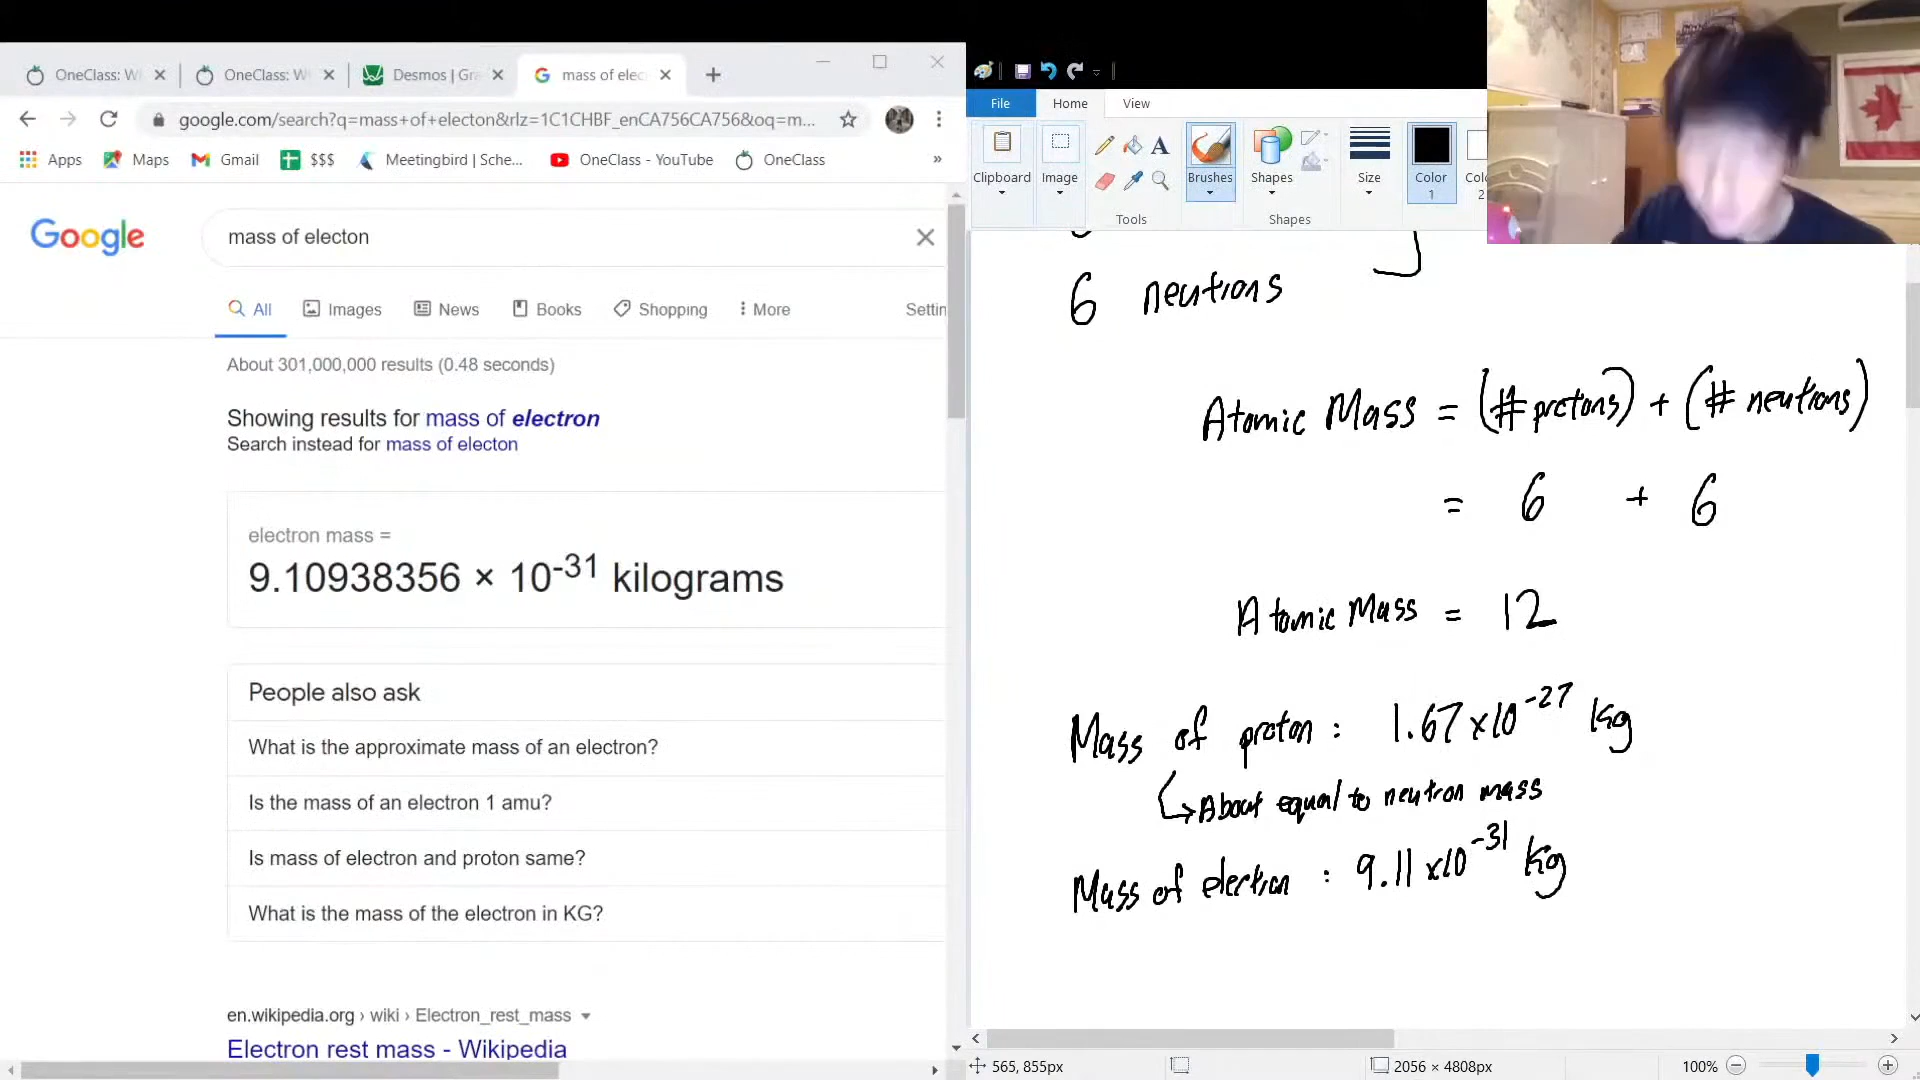 OneClass: W
OneClass: W
Desmos | Gra
mass of elec
google.com/search?q=mass+of+electon&rlz=1C1CHBF_enCA756CA756&oq=m...
Apps
Maps
Gmail
$$$
Meetingbird | Sche...
OneClass - YouTube
OneClass
»
Google
mass of electon
All
Images
News
Books
Shopping
More
Settin
About 301,000,000 results (0.48 seconds)
Showing results for mass of electron
Search instead for mass of electon
electron mass =
9.10938356 × 10⁻³¹ kilograms
People also ask
What is the approximate mass of an electron?
Is the mass of an electron 1 amu?
Is mass of electron and proton same?
What is the mass of the electron in KG?
en.wikipedia.org › wiki › Electron_rest_mass
Electron rest mass - Wikipedia
File
Home
View
Clipboard
Image
Tools
Brushes
Shapes
Shapes
Size
Color
1
Colo
2
6 neutrons
Atomic Mass = (# protons) + (# neutrons)
= 6 + 6
Atomic Mass = 12
Mass of proton : 1.67x10⁻²⁷ kg
About equal to neutron mass
Mass of electron : 9.11x10⁻³¹ kg
565, 855px
2056 × 4808px
100%